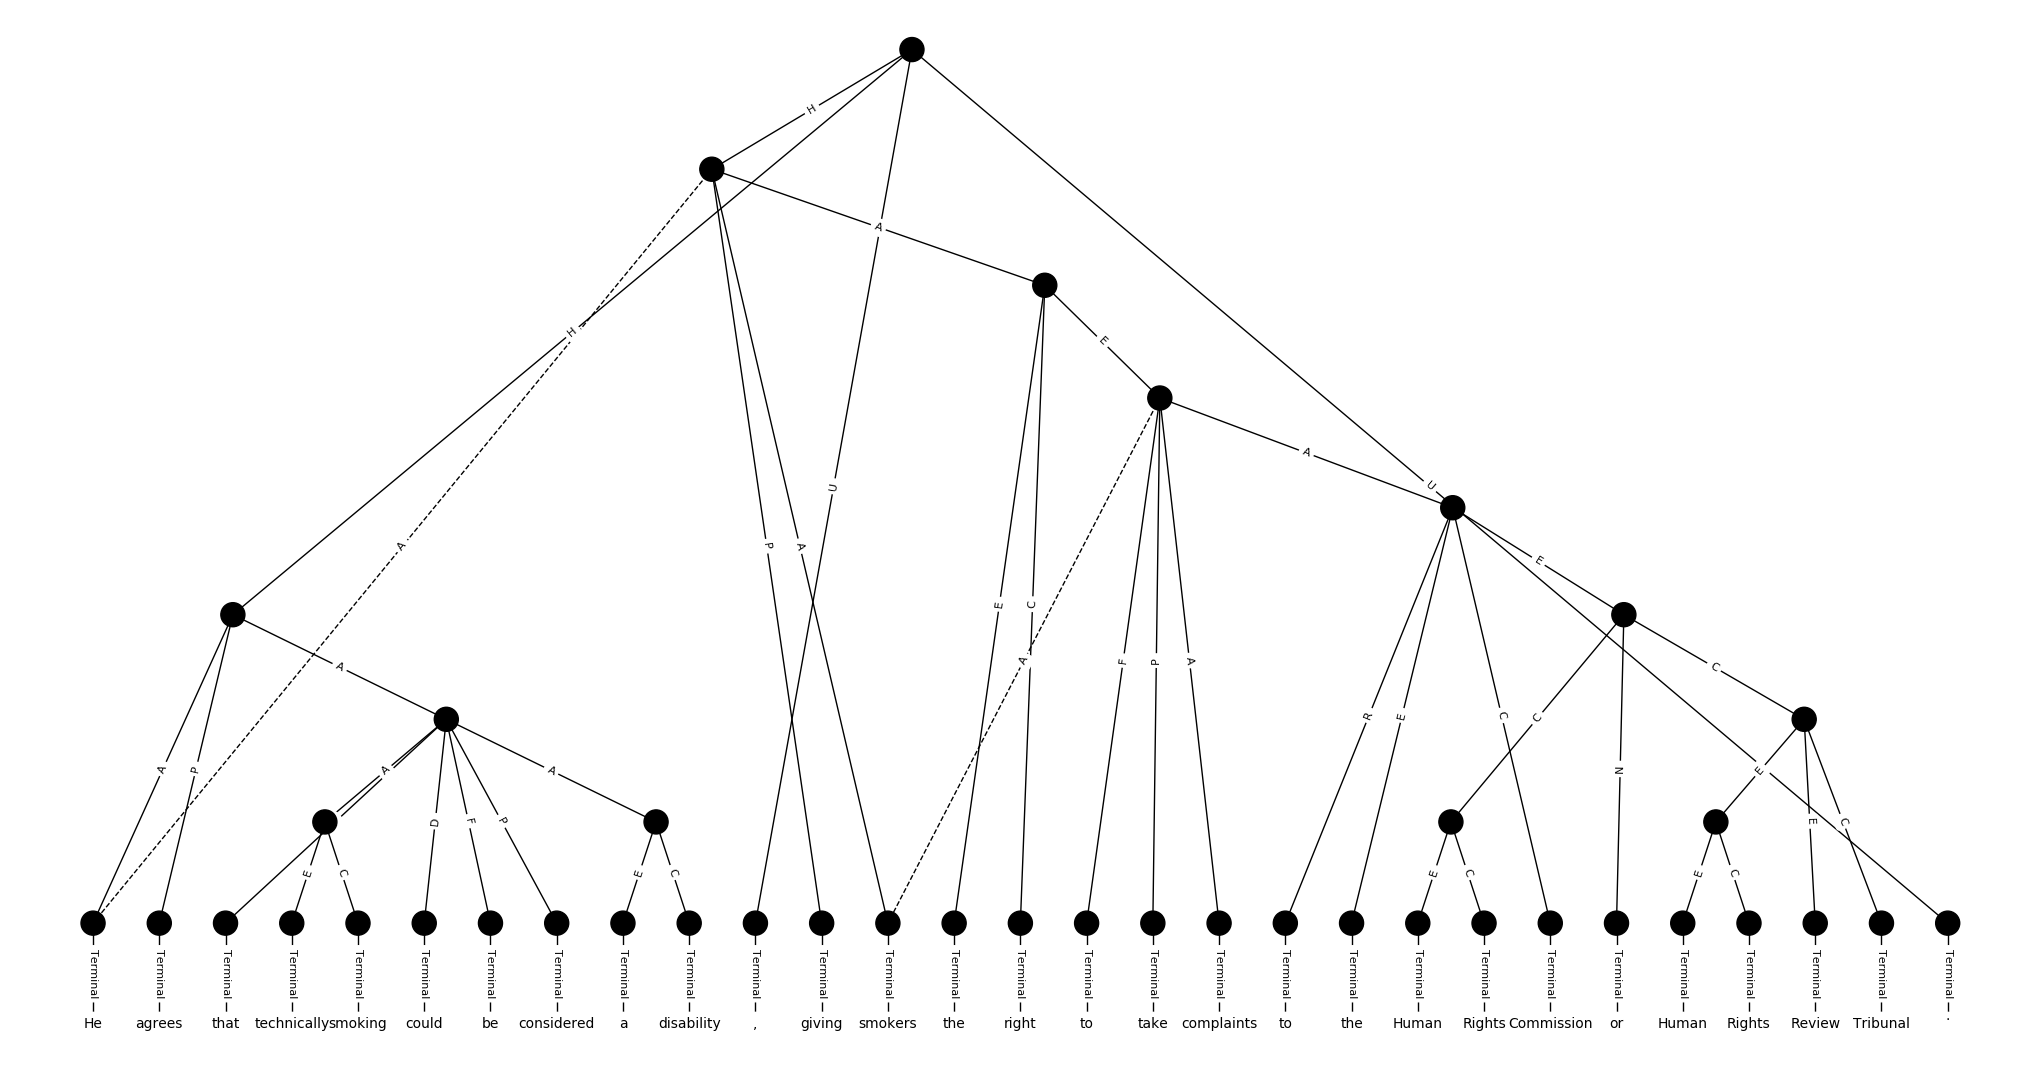 H
A
H
E
A
U
U
A
P
A
E
E
C
A
F
P
A
A
C
R
E
C
C
A
P
A
A
N
E
D
F
P
E
C
E
C
E
C
E
C
E
C
Terminal Terminal Terminal Terminal Terminal Terminal Terminal Terminal Terminal Terminal Terminal Terminal Terminal Terminal Terminal Terminal Terminal Terminal Terminal Terminal Terminal Terminal Terminal Terminal Terminal Terminal Terminal Terminal Terminal
He agrees that technically smoking could be considered a disability , giving smokers the right to take complaints to the Human Rights Commission or Human Rights Review Tribunal .